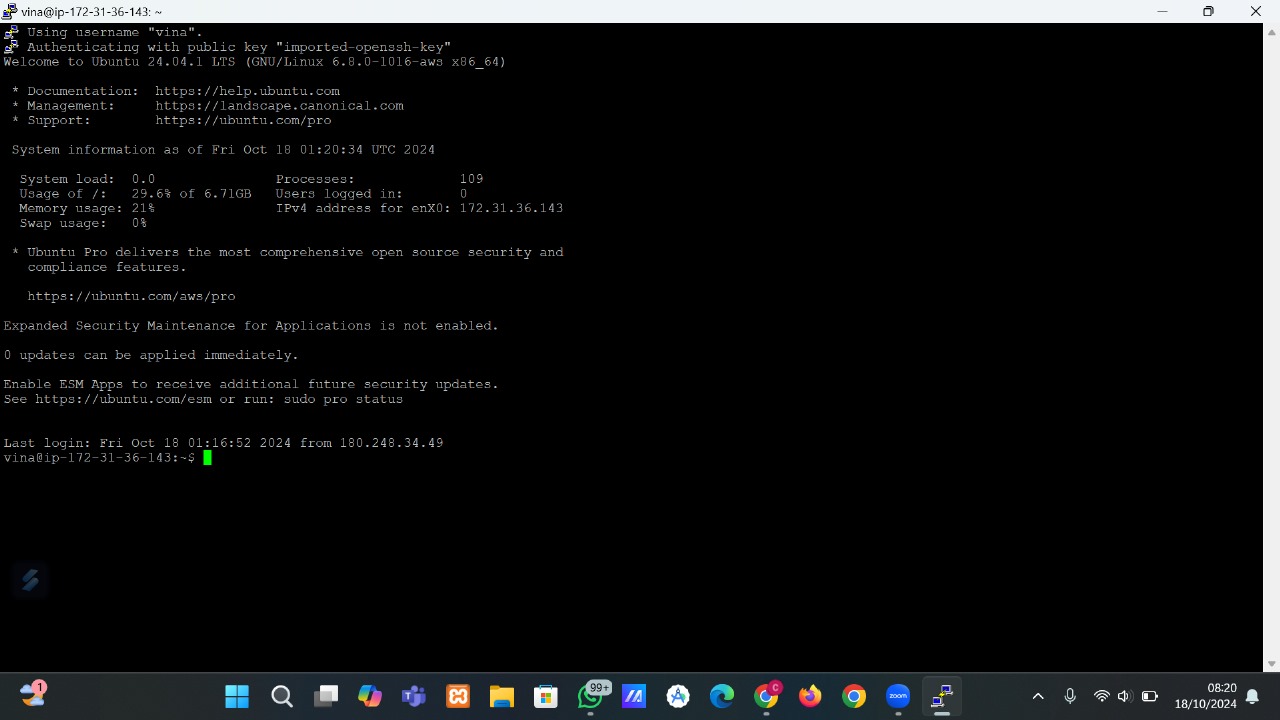 vina@ip-172-31-36-143: ~
Using username "vina".
Authenticating with public key "imported-openssh-key"
Welcome to Ubuntu 24.04.1 LTS (GNU/Linux 6.8.0-1016-aws x86_64)
* Documentation:  https://help.ubuntu.com
* Management:     https://landscape.canonical.com
* Support:        https://ubuntu.com/pro
System information as of Fri Oct 18 01:20:34 UTC 2024
System load:  0.0               Processes:             109
Usage of /:   29.6% of 6.71GB   Users logged in:       0
Memory usage: 21%               IPv4 address for enX0: 172.31.36.143
Swap usage:   0%
* Ubuntu Pro delivers the most comprehensive open source security and
compliance features.
https://ubuntu.com/aws/pro
Expanded Security Maintenance for Applications is not enabled.
0 updates can be applied immediately.
Enable ESM Apps to receive additional future security updates.
See https://ubuntu.com/esm or run: sudo pro status
Last login: Fri Oct 18 01:16:52 2024 from 180.248.34.49
vina@ip-172-31-36-143:~$
1
99+
C
zoom
08:20
18/10/2024